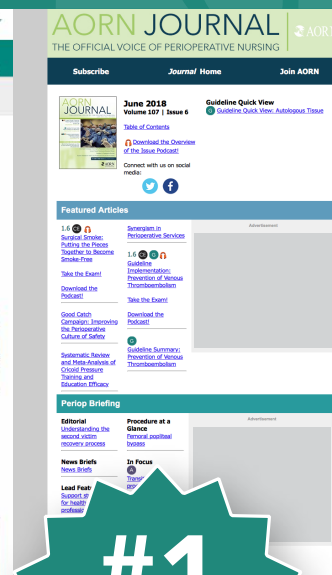 AORN JOURNAL
THE OFFICIAL VOICE OF PERIOPERATIVE NURSING
Subscribe
Journal Home
Join AORN
AORN
JOURNAL
June 2018
Volume 107 | Issue 6
Table of Contents
Download the Overview
of the Issue Podcast!
Connect with us on social
media:
Guideline Quick View
G Guideline Quick View: Autologous Tissue
Featured Articles
1.6 CE
Surgical Smoke:
Putting the Pieces
Together to Become
Smoke-Free
Take the Exam!
Download the
Podcast!
Good Catch
Campaign: Improving
the Perioperative
Culture of Safety
Systematic Review
and Meta-Analysis of
Cricoid Pressure
Training and
Education Efficacy
Synergism in
Perioperative Services
1.6 CE G
Guideline
Implementation:
Prevention of Venous
Thromboembolism
Take the Exam!
Download the
Podcast!
G
Guideline Summary:
Prevention of Venous
Thromboembolism
Advertisement
Periop Briefing
Editorial
Understanding the
second victim
recovery process
News Briefs
News Briefs
Lead Feat
Support
for health
Procedure at a
Glance
Femoral popliteal
bypass
In Focus
A
Advertisement
#1